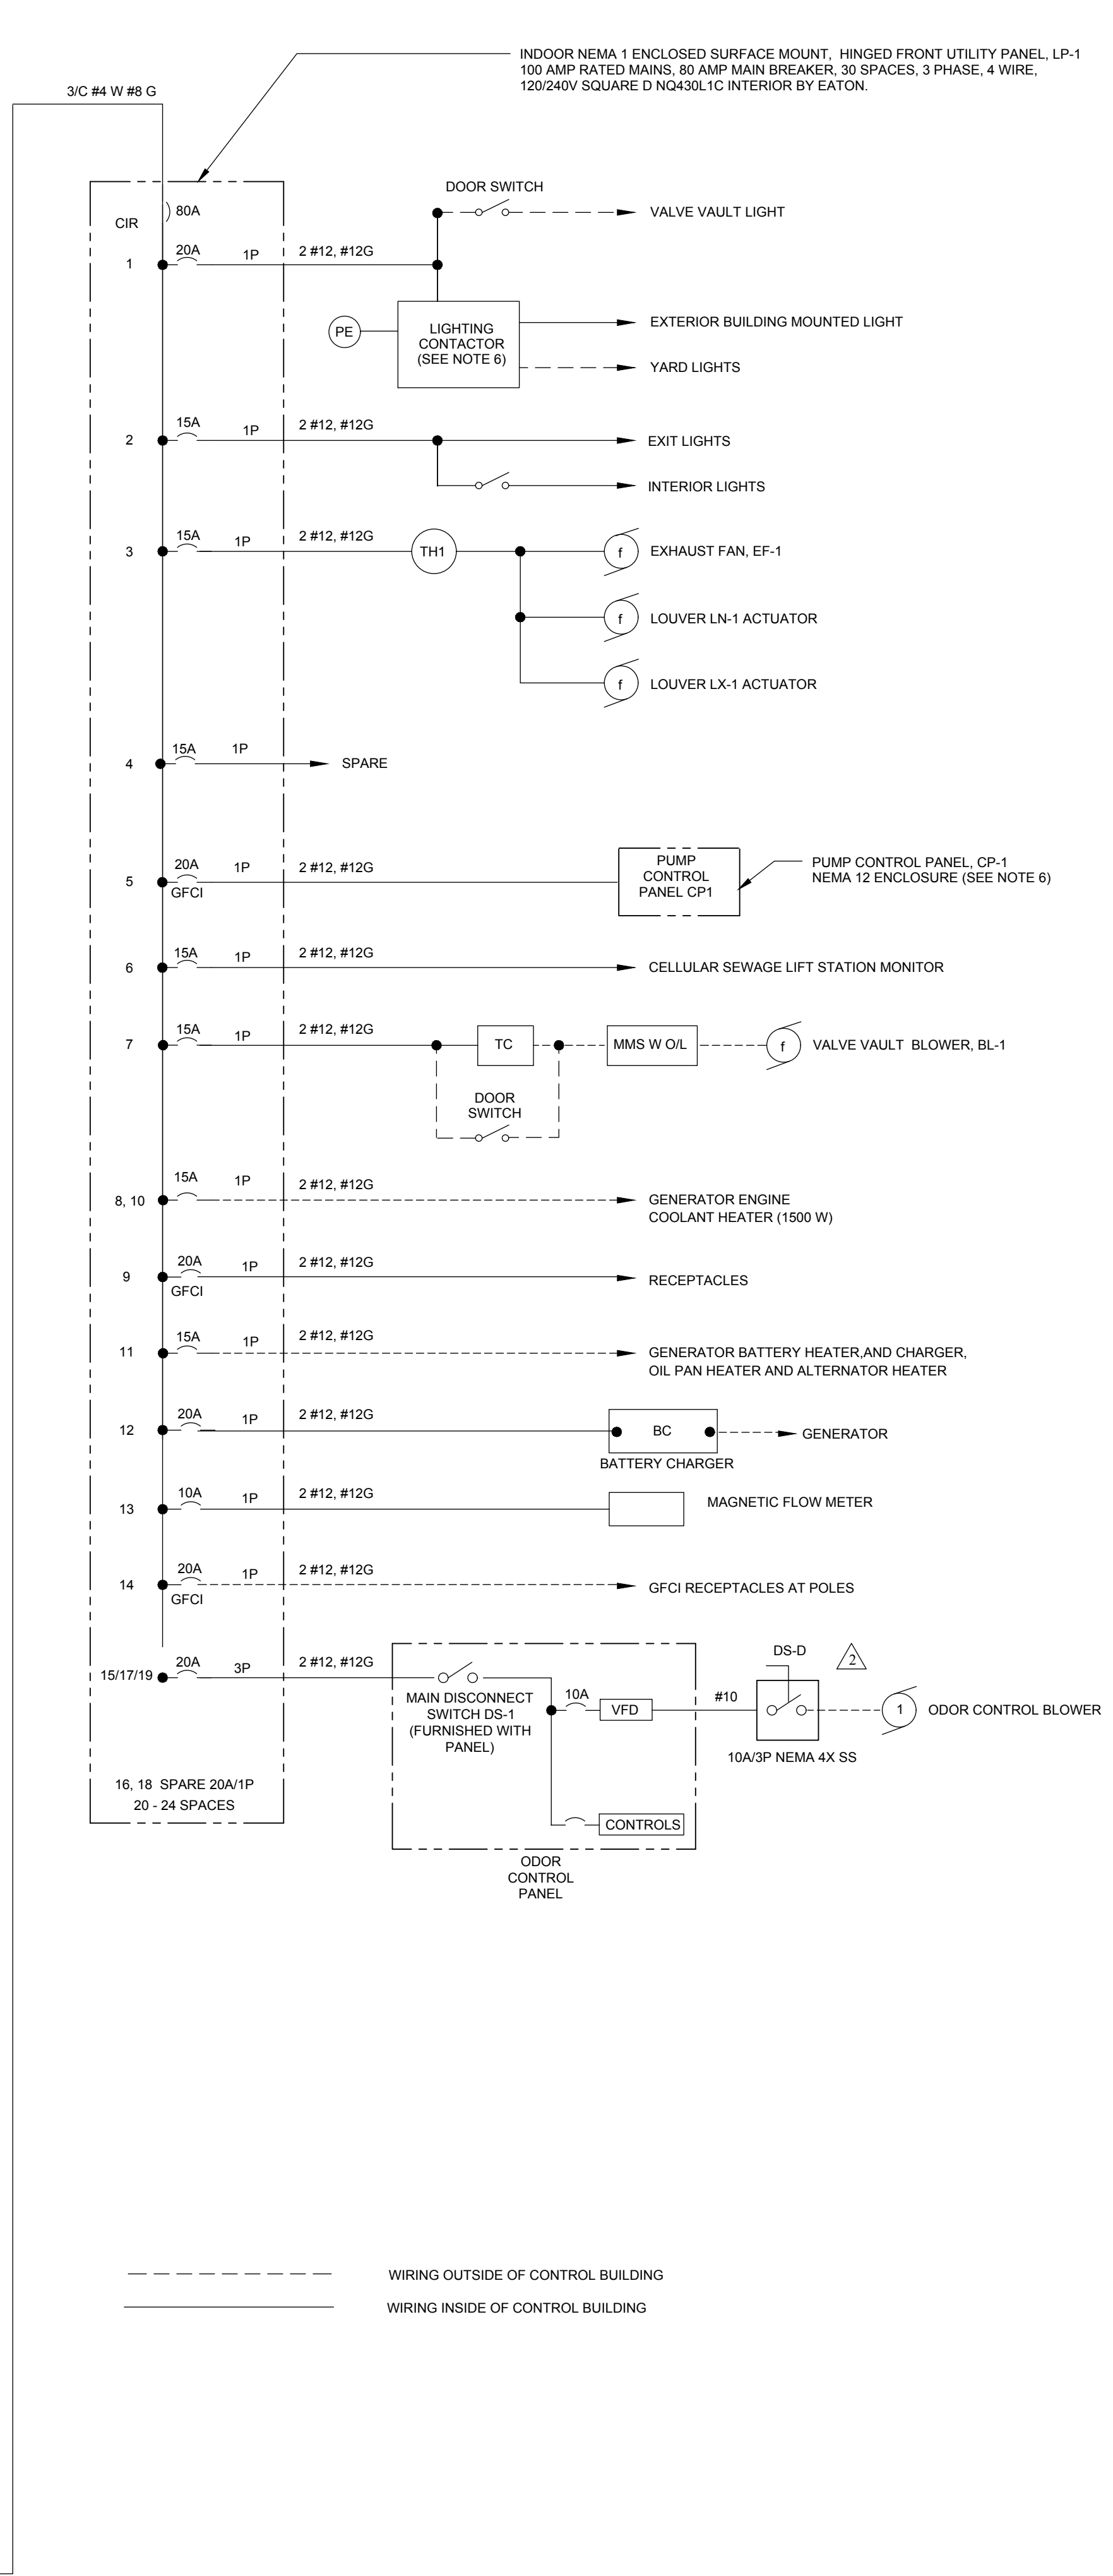 INDOOR NEMA 1 ENCLOSED SURFACE MOUNT, HINGED FRONT UTILITY PANEL, LP-1
100 AMP RATED MAINS, 80 AMP MAIN BREAKER, 30 SPACES, 3 PHASE, 4 WIRE,
120/240V SQUARE D NQ430L1C INTERIOR BY EATON.
3/C #4 W #8 G
CIR
80A
DOOR SWITCH
VALVE VAULT LIGHT
1
20A
1P
2 #12, #12G
PE
LIGHTING
CONTACTOR
(SEE NOTE 6)
EXTERIOR BUILDING MOUNTED LIGHT
YARD LIGHTS
2
15A
1P
2 #12, #12G
EXIT LIGHTS
INTERIOR LIGHTS
3
15A
1P
2 #12, #12G
TH1
f
EXHAUST FAN, EF-1
f
LOUVER LN-1 ACTUATOR
f
LOUVER LX-1 ACTUATOR
4
15A
1P
SPARE
5
20A
GFCI
1P
2 #12, #12G
PUMP
CONTROL
PANEL CP1
PUMP CONTROL PANEL, CP-1
NEMA 12 ENCLOSURE (SEE NOTE 6)
6
15A
1P
2 #12, #12G
CELLULAR SEWAGE LIFT STATION MONITOR
7
15A
1P
2 #12, #12G
TC
DOOR
SWITCH
MMS W O/L
f
VALVE VAULT BLOWER, BL-1
8, 10
15A
1P
2 #12, #12G
GENERATOR ENGINE
COOLANT HEATER (1500 W)
9
20A
GFCI
1P
2 #12, #12G
RECEPTACLES
11
15A
1P
2 #12, #12G
GENERATOR BATTERY HEATER,AND CHARGER,
OIL PAN HEATER AND ALTERNATOR HEATER
12
20A
1P
2 #12, #12G
BC
BATTERY CHARGER
GENERATOR
13
10A
1P
2 #12, #12G
MAGNETIC FLOW METER
14
20A
GFCI
1P
2 #12, #12G
GFCI RECEPTACLES AT POLES
15/17/19
20A
3P
2 #12, #12G
MAIN DISCONNECT
SWITCH DS-1
(FURNISHED WITH
PANEL)
10A
VFD
#10
DS-D
2
10A/3P NEMA 4X SS
1
ODOR CONTROL BLOWER
CONTROLS
ODOR
CONTROL
PANEL
16, 18 SPARE 20A/1P
20 - 24 SPACES
WIRING OUTSIDE OF CONTROL BUILDING
WIRING INSIDE OF CONTROL BUILDING